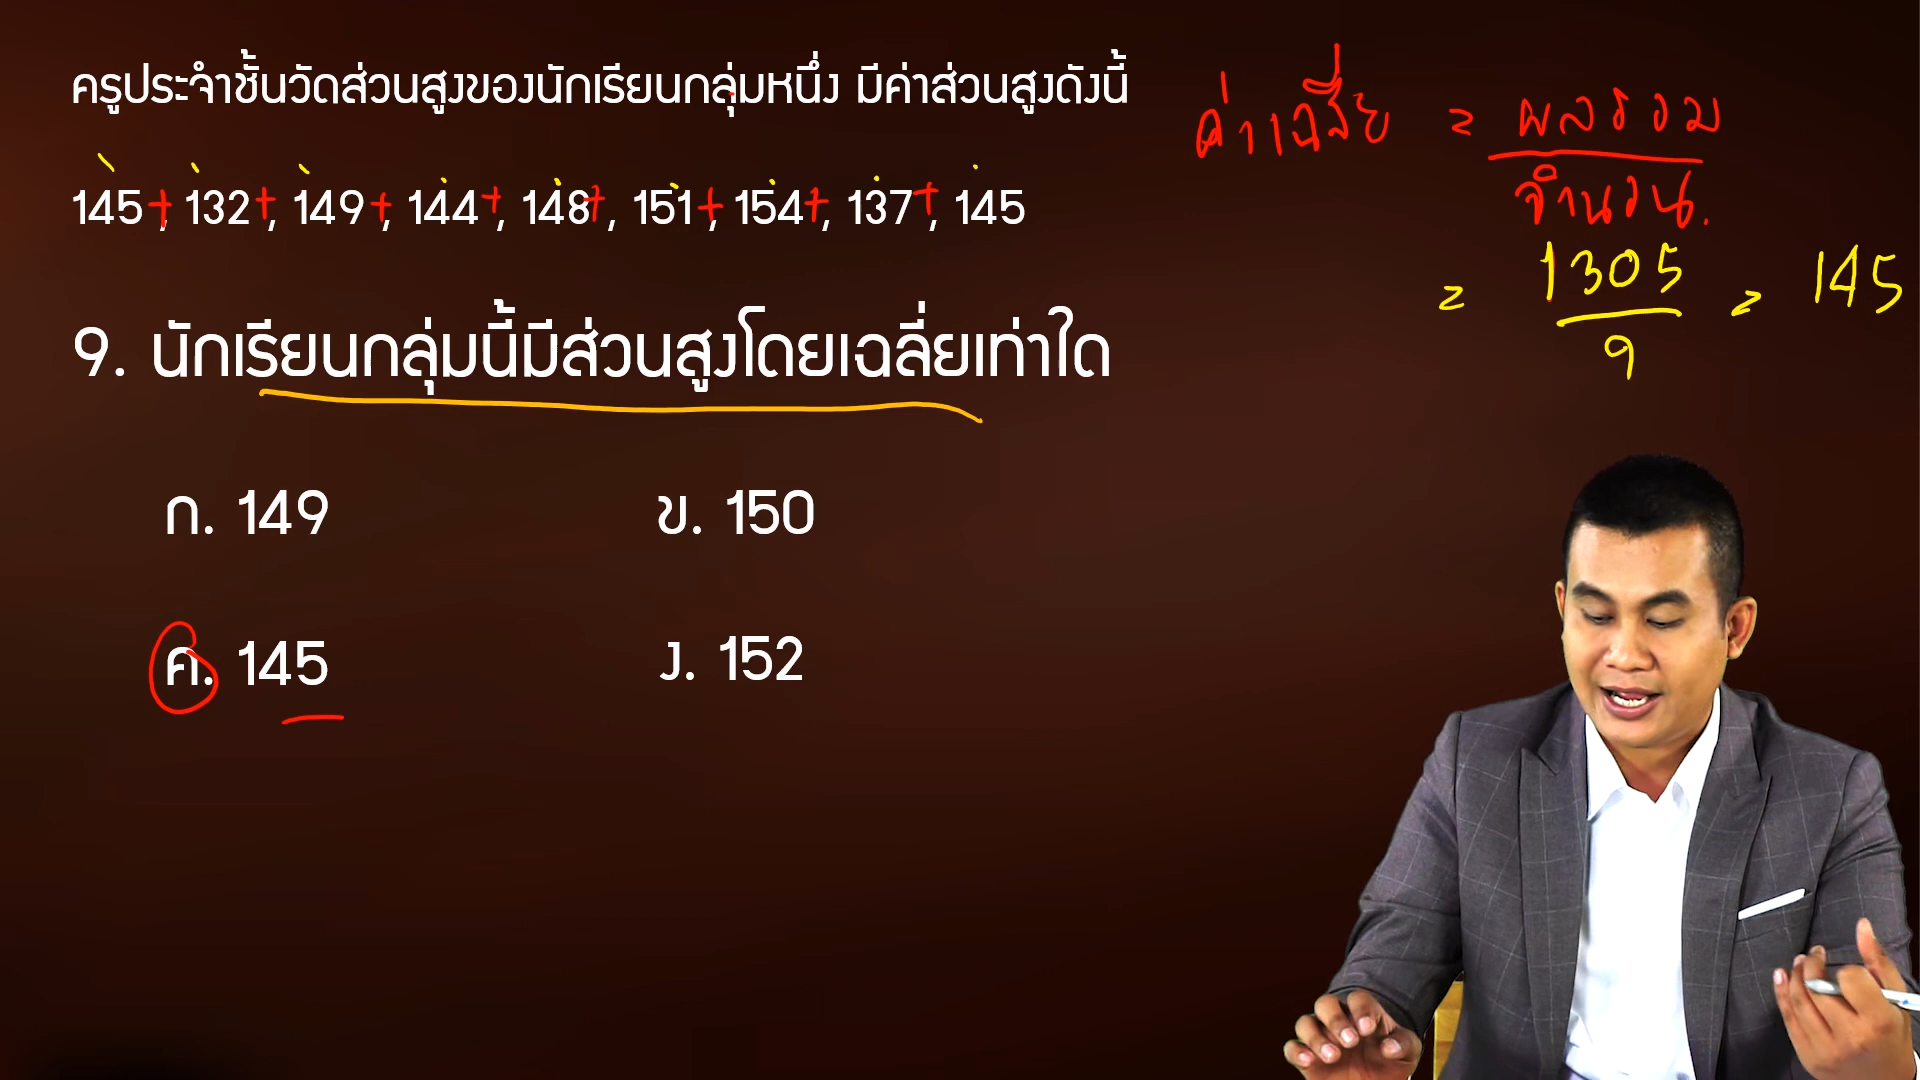 ครูประจำชั้นวัดส่วนสูงของนักเรียนกลุ่มหนึ่ง มีค่าส่วนสูงดังนี้
145 +, 132 +, 149 +, 144 +, 148 +, 151 +, 154 +, 137 +, 145
ค่าเฉลี่ย = ผลรวม
จำนวน.
= 1305 = 145
9
9. นักเรียนกลุ่มนี้มีส่วนสูงโดยเฉลี่ยเท่าใด
ก. 149
ข. 150
ค. 145
ง. 152